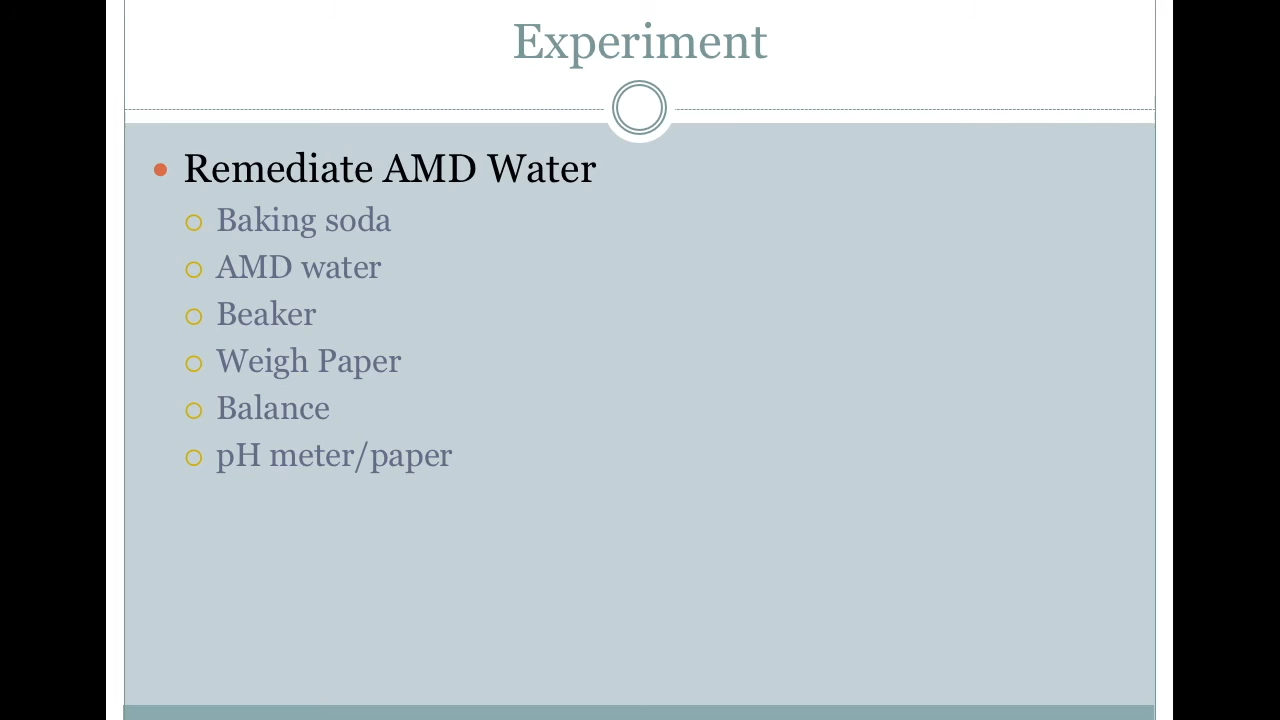 Experiment
Remediate AMD Water
Baking soda
AMD water
Beaker
Weigh Paper
Balance
pH meter/paper